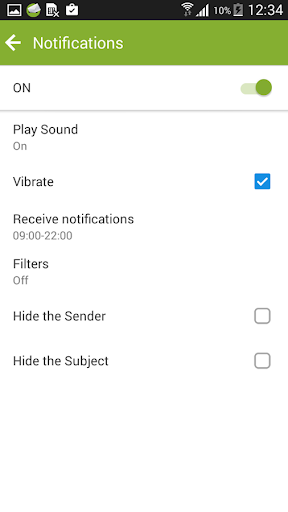 10% 12:34
Notifications
ON
Play Sound
On
Vibrate
Receive notifications
09:00-22:00
Filters
Off
Hide the Sender
Hide the Subject